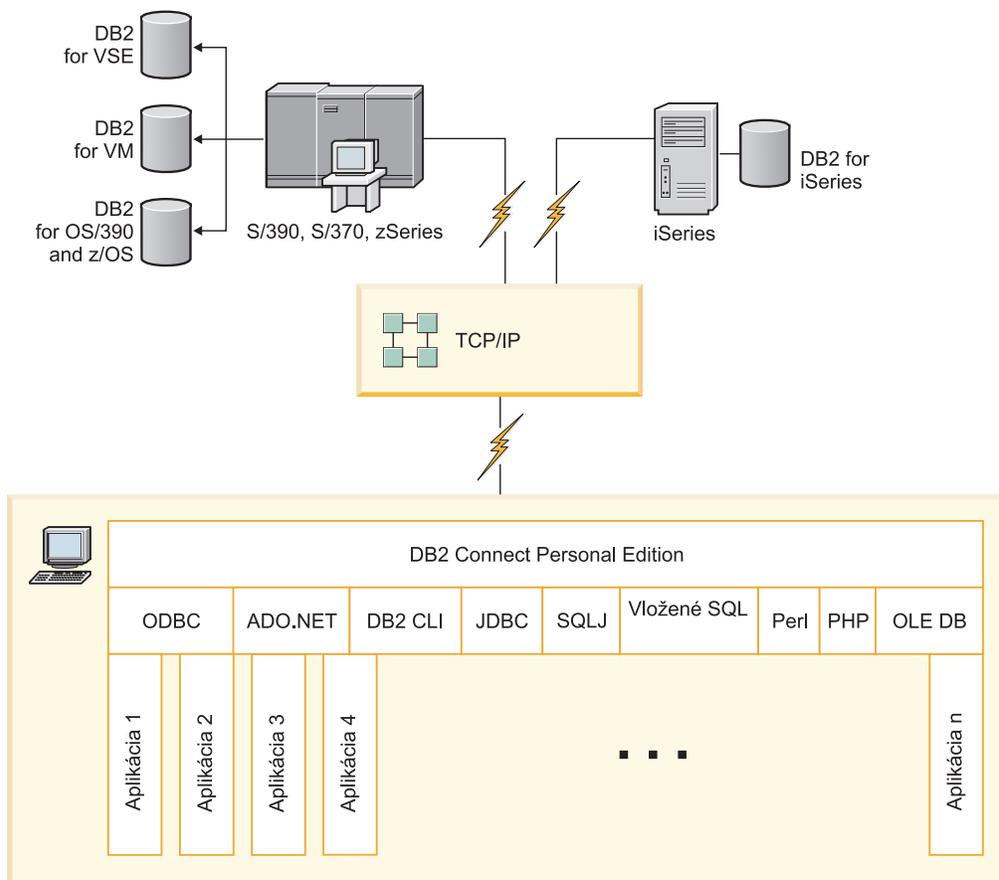 DB2
for VSE
DB2
for VM
DB2
for OS/390
and z/OS
S/390, S/370, zSeries
iSeries
DB2 for
iSeries
TCP/IP
DB2 Connect Personal Edition
ODBC
ADO.NET
DB2 CLI
JDBC
SQLJ
Vložené SQL
Perl
PHP
OLE DB
Aplikácia 1
Aplikácia 2
Aplikácia 3
Aplikácia 4
Aplikácia n